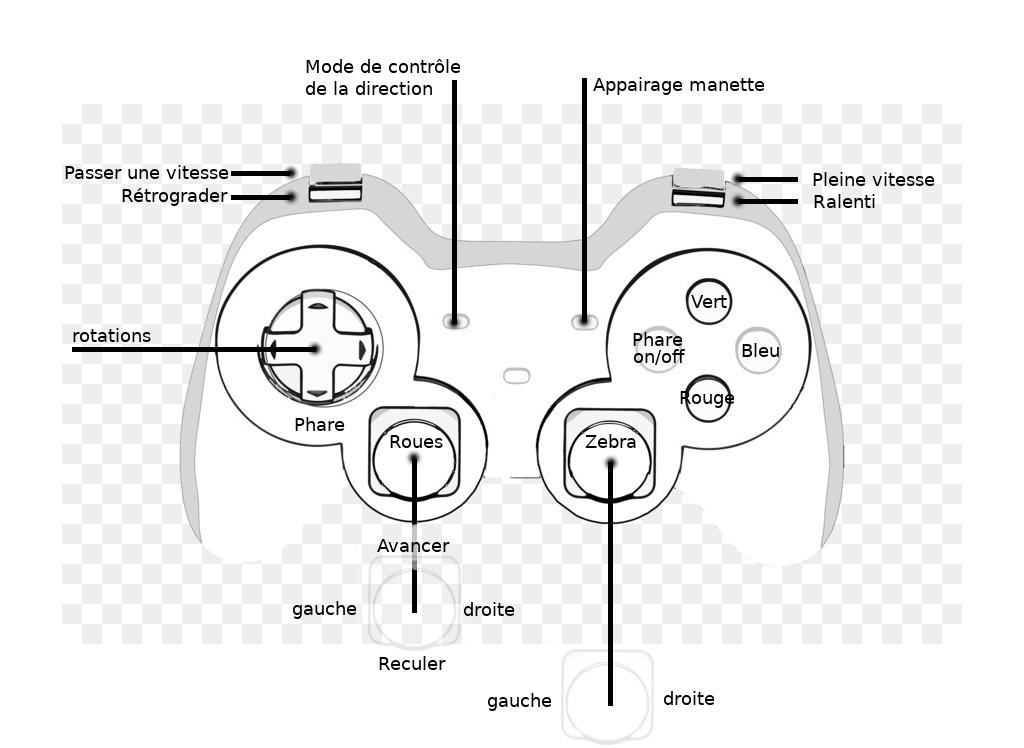 Mode de contrôle
de la direction
Appairage manette
Passer une vitesse
Rétrograder
Pleine vitesse
Ralenti
rotations
Vert
Phare
on/off
Bleu
Rouge
Phare
Roues
Zebra
Avancer
gauche
droite
Reculer
gauche
droite